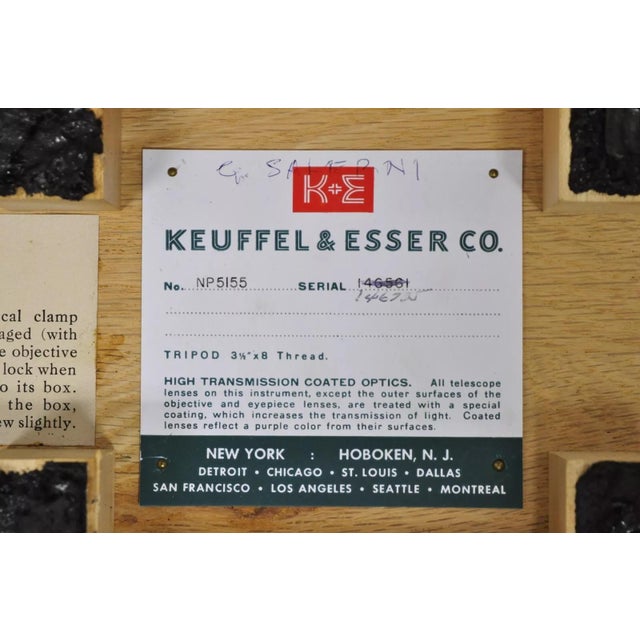 SALERNI
K+E
KEUFFEL & ESSER CO.
No. NP5155 SERIAL 146561
TRIPOD 3½"x8 Thread.
HIGH TRANSMISSION COATED OPTICS. All telescope
lenses on this instrument, except the outer surfaces of the
objective and eyepiece lenses, are treated with a special
coating, which increases the transmission of light. Coated
lenses reflect a purple color from their surfaces.
NEW YORK : HOBOKEN, N. J.
DETROIT • CHICAGO • ST. LOUIS • DALLAS
SAN FRANCISCO • LOS ANGELES • SEATTLE • MONTREAL
ical clamp
aged (with
e objective
lock when
o its box.
the box,
ew slightly.